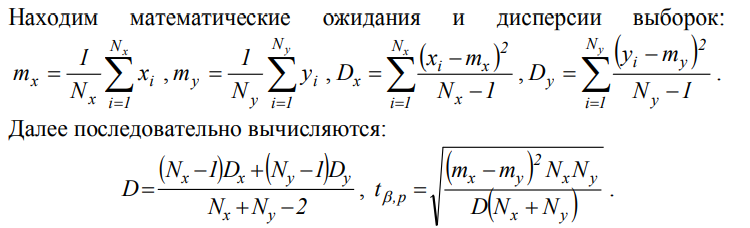 Находим математические ожидания и дисперсии выборок:
$m_x = \frac{1}{N_x} \sum_{i=1}^{N_x} x_i$ , $m_y = \frac{1}{N_y} \sum_{i=1}^{N_y} y_i$ , $D_x = \sum_{i=1}^{N_x} \frac{(x_i - m_x)^2}{N_x - 1}$ , $D_y = \sum_{i=1}^{N_y} \frac{(y_i - m_y)^2}{N_y - 1}$ .
Далее последовательно вычисляются:
$D = \frac{(N_x - 1)D_x + (N_y - 1)D_y}{N_x + N_y - 2}$ , $t_{\beta,p} = \sqrt{\frac{(m_x - m_y)^2 N_x N_y}{D(N_x + N_y)}}$ .